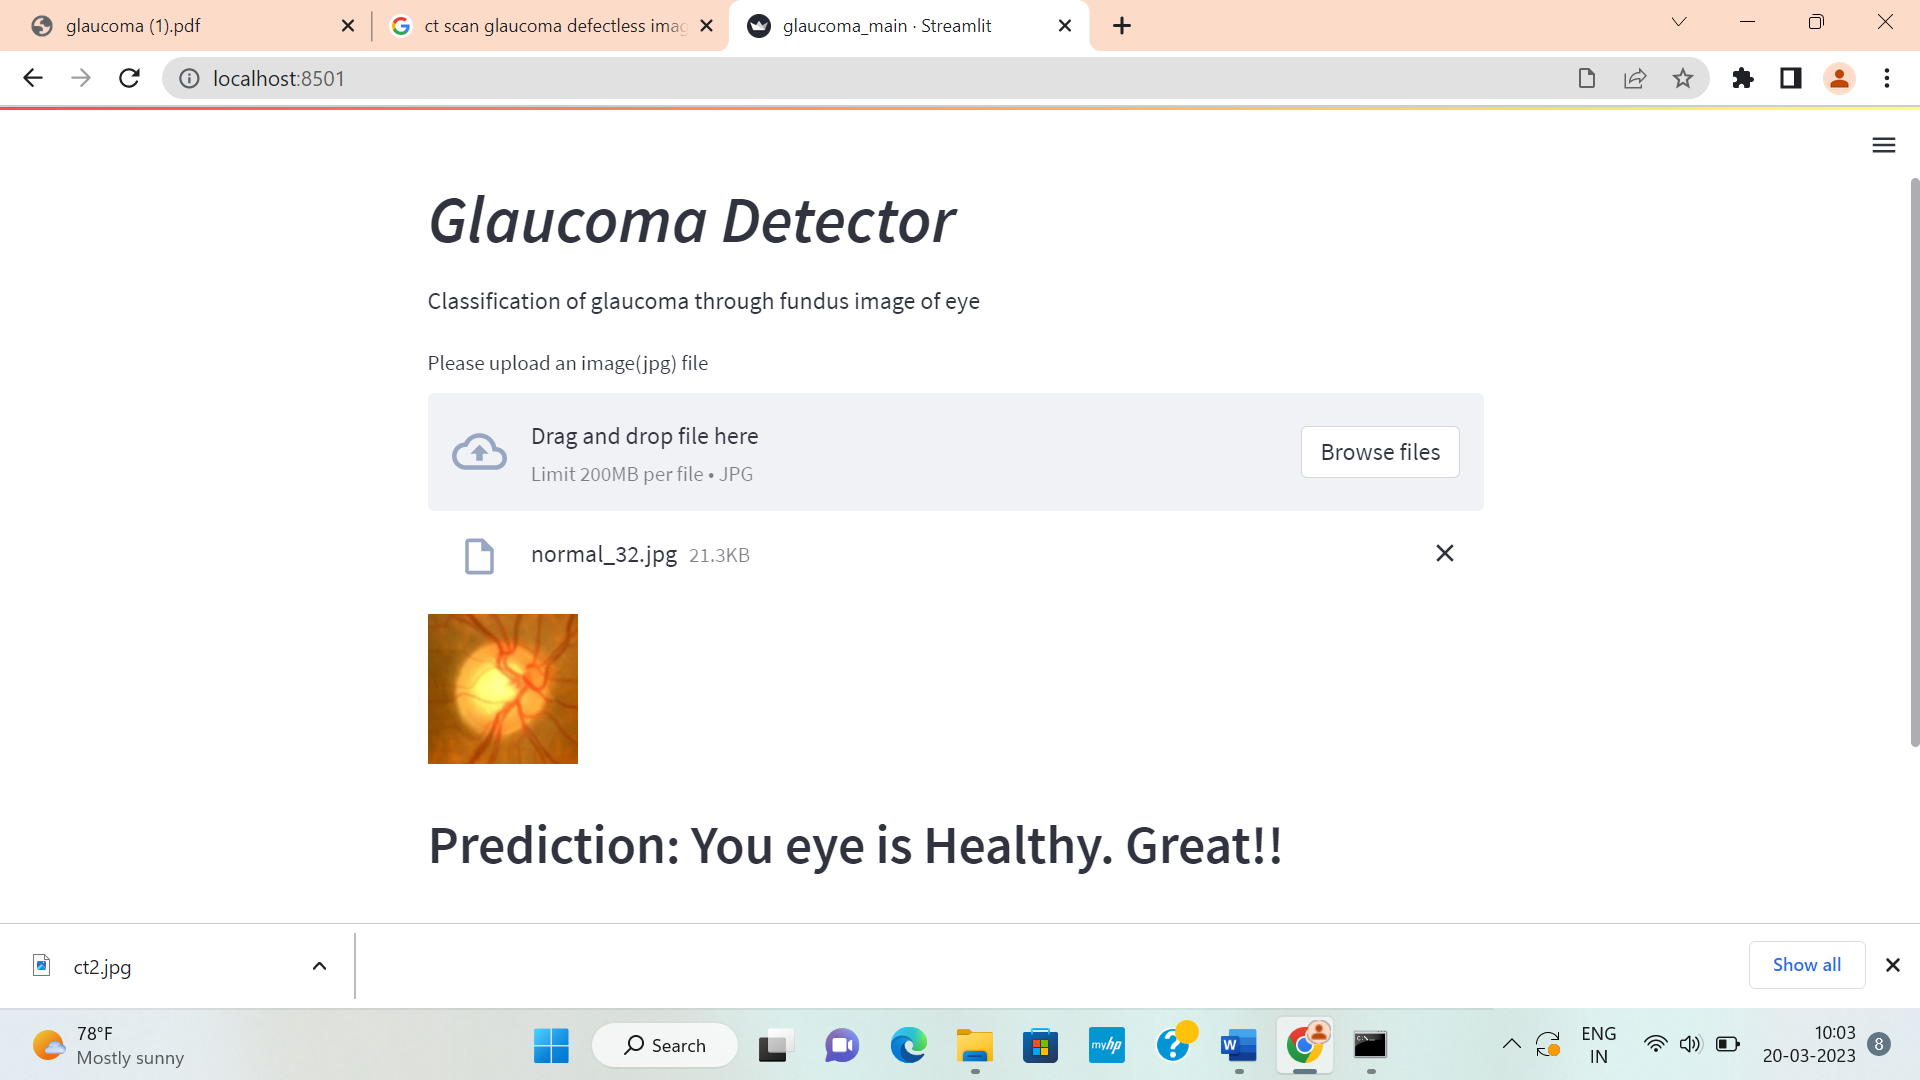 glaucoma (1).pdf
ct scan glaucoma defectless imag
glaucoma_main · Streamlit
localhost:8501
Glaucoma Detector
Classification of glaucoma through fundus image of eye
Please upload an image(jpg) file
Drag and drop file here
Limit 200MB per file • JPG
Browse files
normal_32.jpg 21.3KB
Prediction: You eye is Healthy. Great!!
ct2.jpg
Show all
78°F
Mostly sunny
Search
myhp
W
ENG
IN
10:03
20-03-2023
8